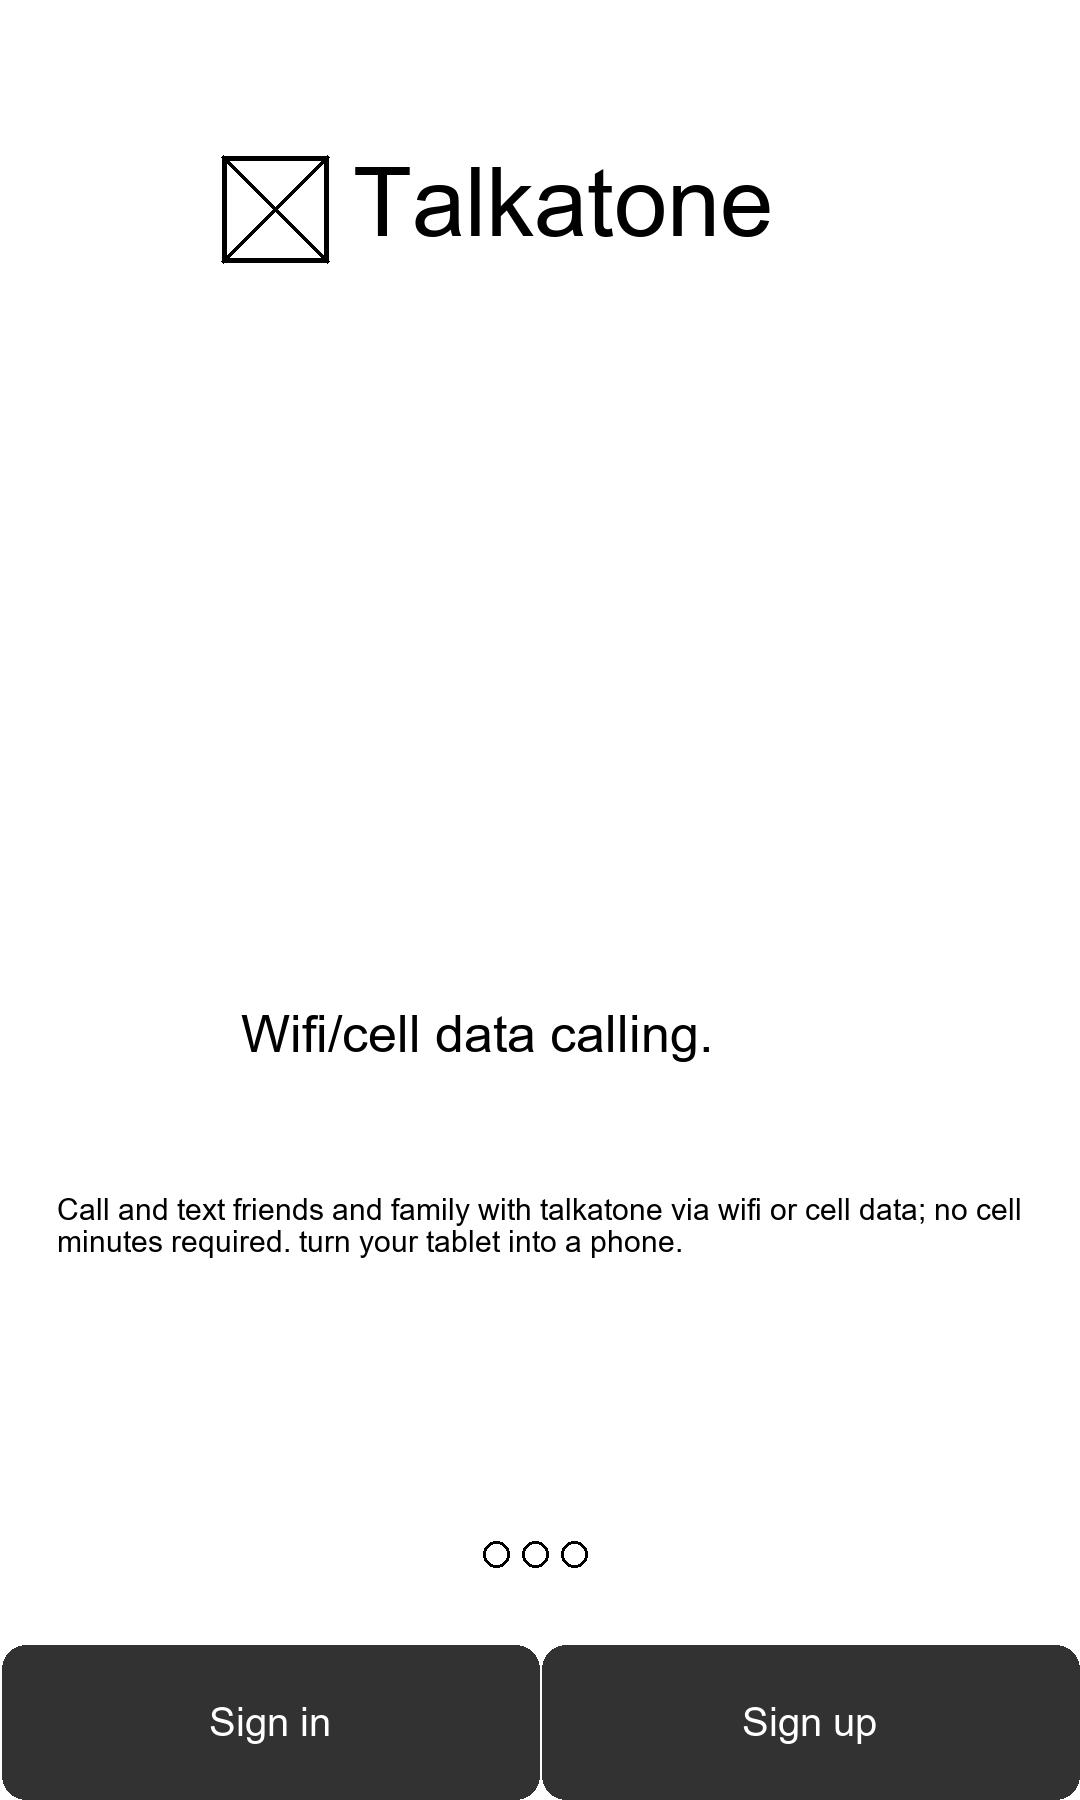 Talkatone
Wifi/cell data calling.
Call and text friends and family with talkatone via wifi or cell data; no cell
minutes required. turn your tablet into a phone.
Sign in
Sign up